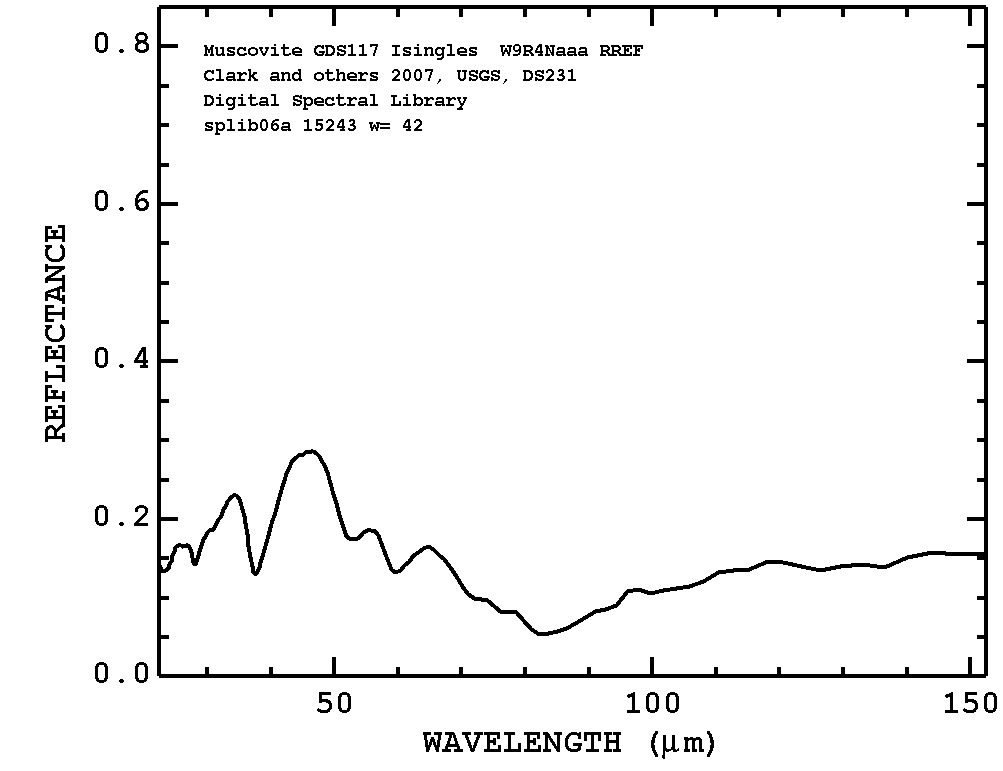 Muscovite GDS117 Isingles  W9R4Naaa RREF
Clark and others 2007, USGS, DS231
Digital Spectral Library
splib06a 15243 w= 42
REFLECTANCE
0.8
0.6
0.4
0.2
0.0
50
100
150
WAVELENGTH (μm)